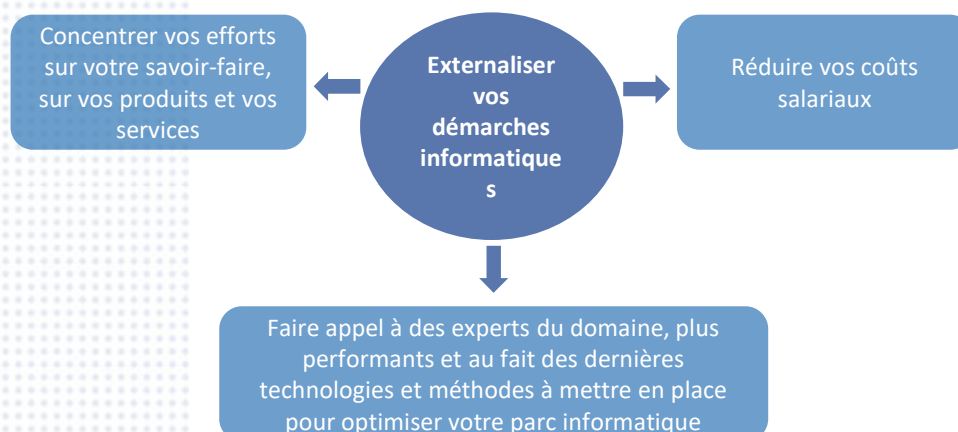 Concentrer vos efforts
sur votre savoir-faire,
sur vos produits et vos
services
Externaliser
vos
démarches
informatique
s
Réduire vos coûts
salariaux
Faire appel à des experts du domaine, plus
performants et au fait des dernières
technologies et méthodes à mettre en place
pour optimiser votre parc informatique